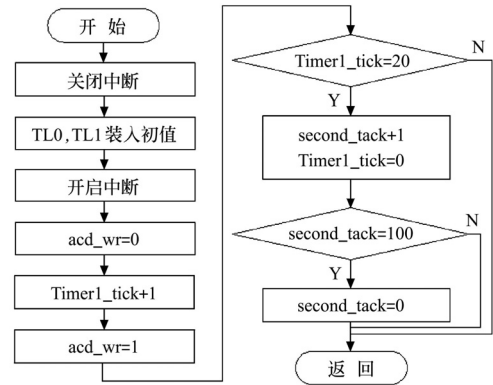 开 始
关闭中断
TL0,TL1装入初值
开启中断
acd_wr=0
Timer1_tick+1
acd_wr=1
Timer1_tick=20
N
Y
second_tack+1
Timer1_tick=0
second_tack=100
N
Y
second_tack=0
返 回